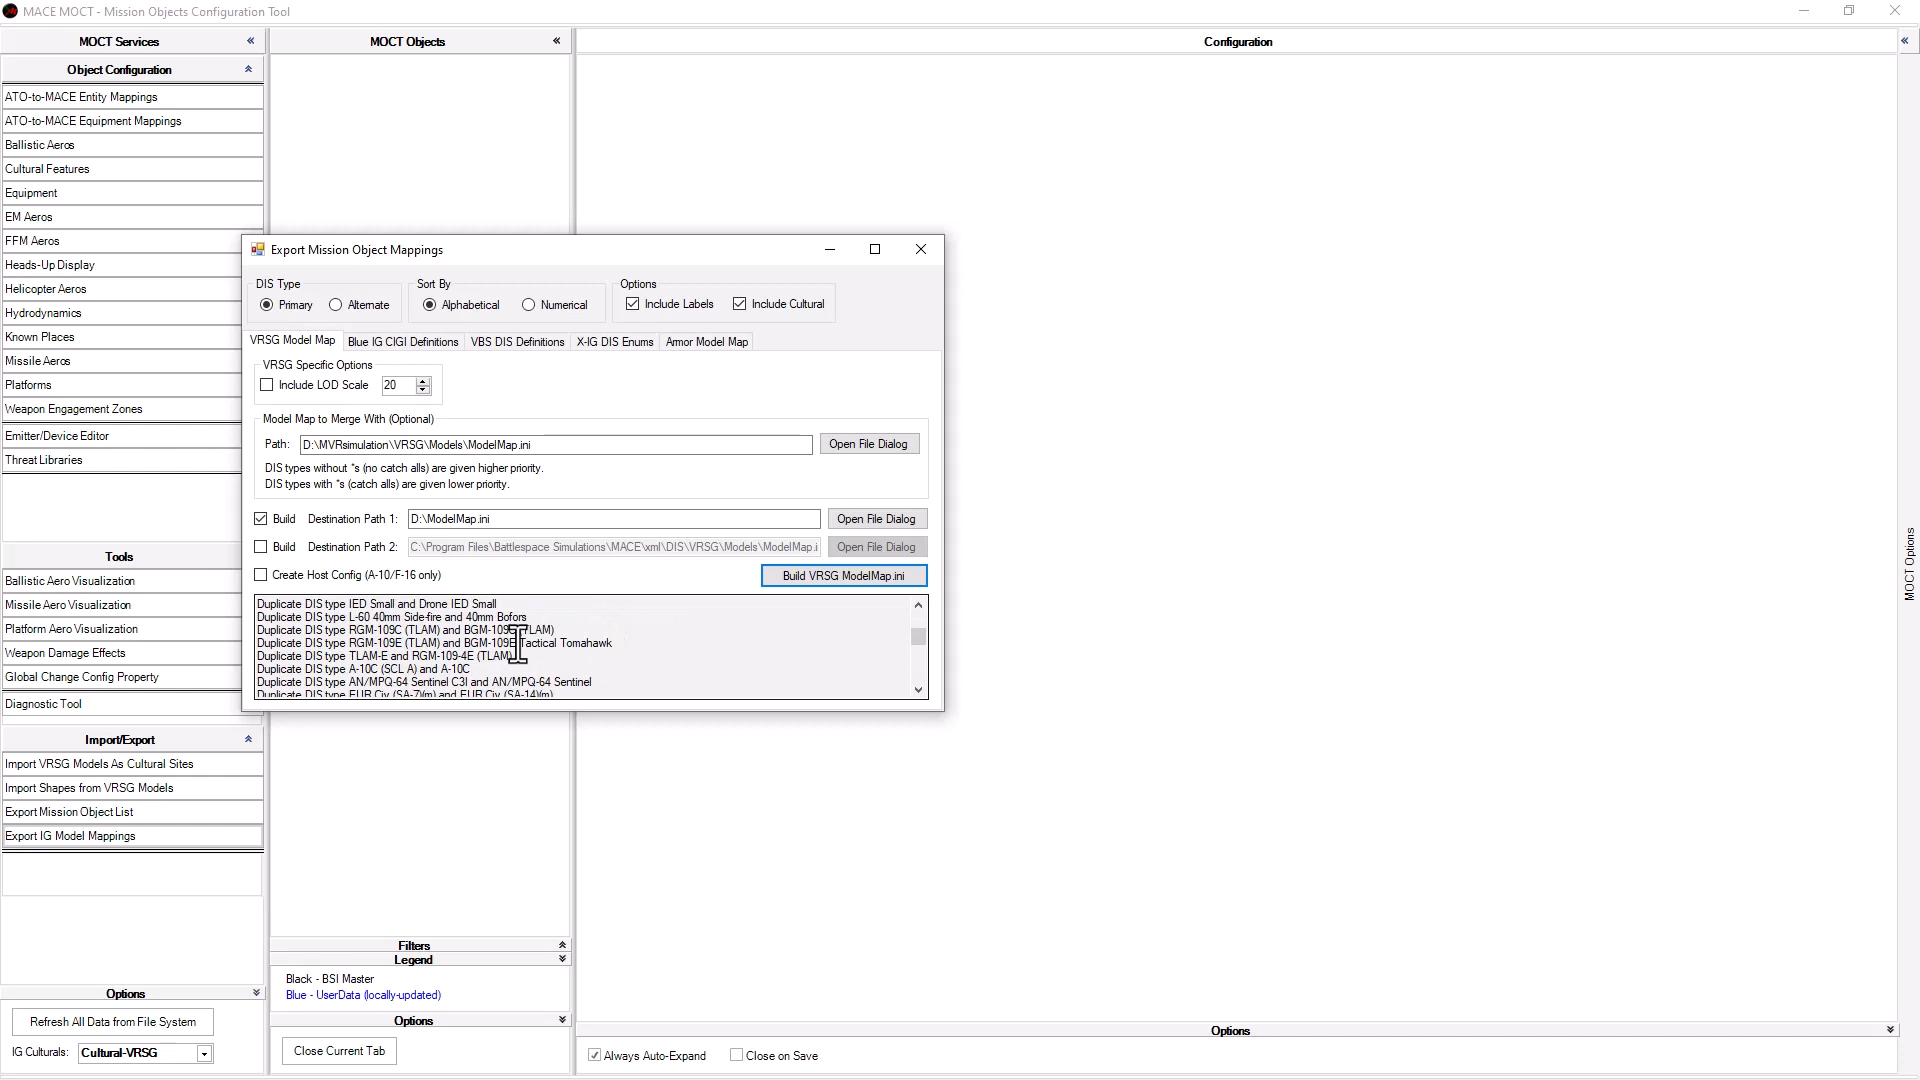 MACE MOCT - Mission Objects Configuration Tool
MOCT Services
Object Configuration
ATO-to-MACE Entity Mappings
ATO-to-MACE Equipment Mappings
Ballistic Aeros
Cultural Features
Equipment
EM Aeros
FFM Aeros
Heads-Up Display
Helicopter Aeros
Hydrodynamics
Known Places
Missile Aeros
Platforms
Weapon Engagement Zones
Emitter/Device Editor
Threat Libraries
Tools
Ballistic Aero Visualization
Missile Aero Visualization
Platform Aero Visualization
Weapon Damage Effects
Global Change Config Property
Diagnostic Tool
Import/Export
Import VRSG Models As Cultural Sites
Import Shapes from VRSG Models
Export Mission Object List
Export IG Model Mappings
Options
Refresh All Data from File System
IG Culturals: Cultural-VRSG
MOCT Objects
Filters
Legend
Black - BSI Master
Blue - UserData (locally-updated)
Options
Close Current Tab
Configuration
Options
Always Auto-Expand Close on Save
MOCT Options
Export Mission Object Mappings
DIS Type
Primary Alternate
Sort By
Alphabetical Numerical
Options
Include Labels Include Cultural
VRSG Model Map Blue IG CIGI Definitions VBS DIS Definitions X-IG DIS Enums Armor Model Map
VRSG Specific Options
Include LOD Scale 20
Model Map to Merge With (Optional)
Path: D:\MVRsimulation\VRSG\Models\ModelMap.ini Open File Dialog
DIS types without *s (no catch alls) are given higher priority.
DIS types with *s (catch alls) are given lower priority.
Build Destination Path 1: D:\ModelMap.ini Open File Dialog
Build Destination Path 2: C:\Program Files\Battlespace Simulations\MACE\xml\DIS\VRSG\Models\ModelMap.i Open File Dialog
Create Host Config (A-10/F-16 only) Build VRSG ModelMap.ini
Duplicate DIS type IED Small and Drone IED Small
Duplicate DIS type L-60 40mm Side-fire and 40mm Bofors
Duplicate DIS type RGM-109C (TLAM) and
Duplicate DIS type RGM-109E (TLAM) and BGM-109E Tactical Tomahawk
Duplicate DIS type TLAM-E and RGM-109-4E (TLAM)
Duplicate DIS type A-10C (SCL A) and A-10C
Duplicate DIS type AN/MPQ-64 Sentinel C3I and AN/MPQ-64 Sentinel
Duplicate DIS type EUR Civ (SA-7)(m) and EUR Civ (SA-14)(m)